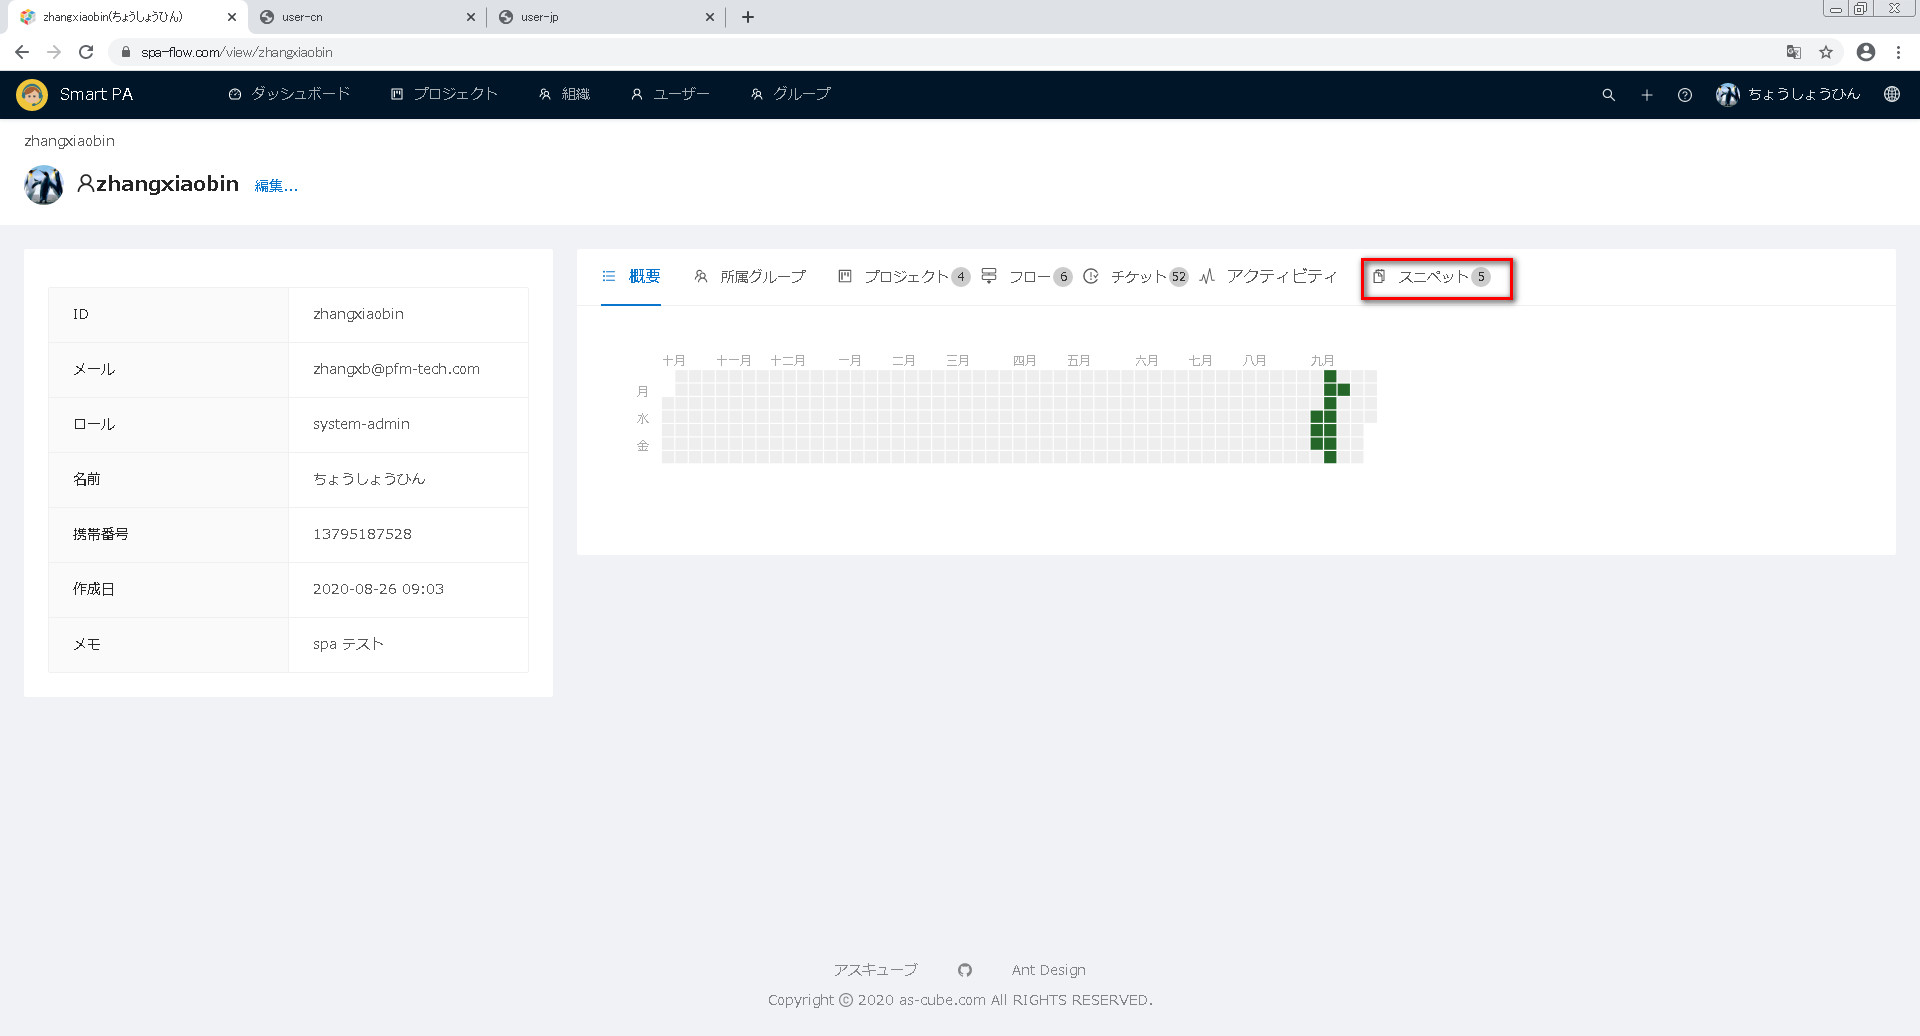 zhangxiaobin(ちょうしょうひん)
user-cn
user-jp
spa-flow.com/view/zhangxiaobin
Smart PA
ダッシュボード
プロジェクト
組織
ユーザー
グループ
ちょうしょうひん
zhangxiaobin
zhangxiaobin 編集...
ID zhangxiaobin
メール zhangxb@pfm-tech.com
ロール system-admin
名前 ちょうしょうひん
携帯番号 13795187528
作成日 2020-08-26 09:03
メモ spa テスト
概要 所属グループ プロジェクト 4 フロー 6 チケット 52 アクティビティ スニペット 5
十月 十一月 十二月 一月 二月 三月 四月 五月 六月 七月 八月 九月
月
水
金
アスキューブ Ant Design
Copyright © 2020 as-cube.com All RIGHTS RESERVED.